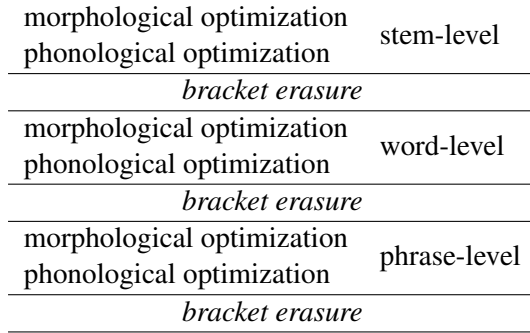 morphological optimization
phonological optimization
stem-level
bracket erasure
morphological optimization
phonological optimization
word-level
bracket erasure
morphological optimization
phonological optimization
phrase-level
bracket erasure